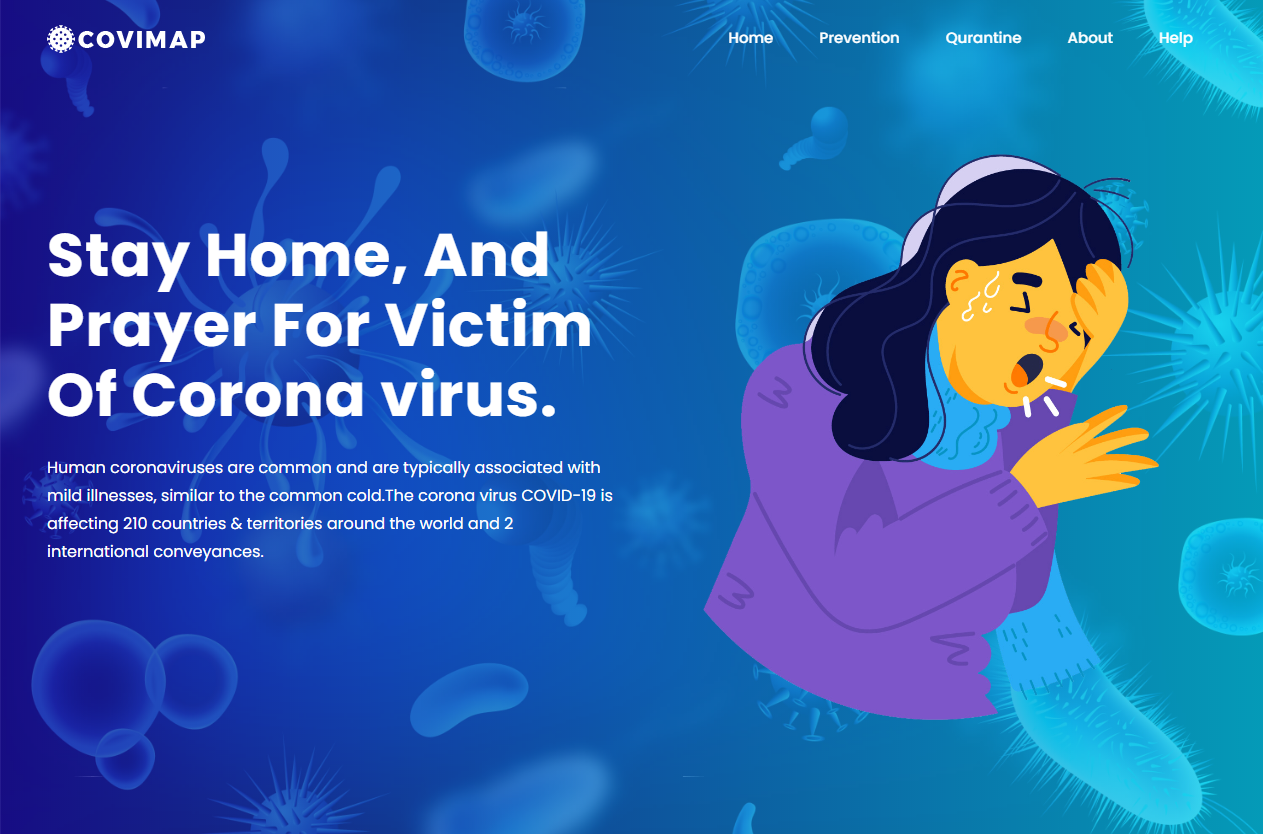 COVIMAP
Home Prevention Qurantine About Help
Stay Home, And
Prayer For Victim
Of Corona virus.
Human coronaviruses are common and are typically associated with
mild illnesses, similar to the common cold.The corona virus COVID-19 is
affecting 210 countries & territories around the world and 2
international conveyances.